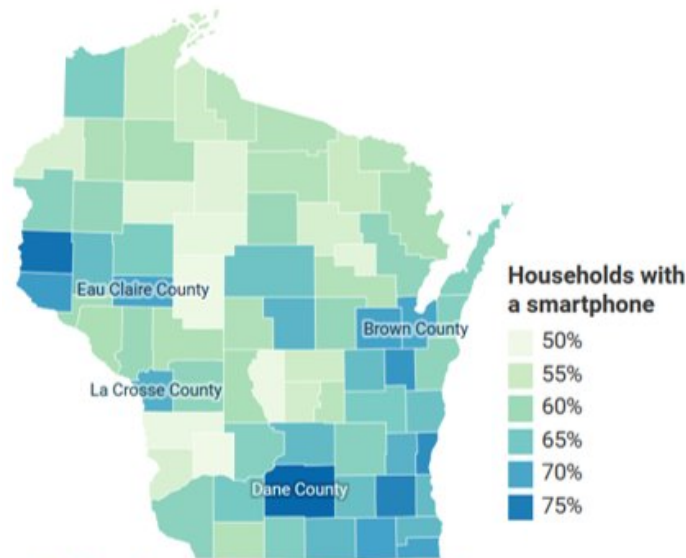 Eau Claire County
Brown County
La Crosse County
Dane County
Households with
a smartphone
50%
55%
60%
65%
70%
75%